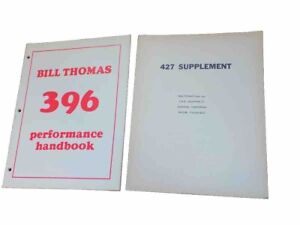 BILL THOMAS
396
performance
handbook
427 SUPPLEMENT